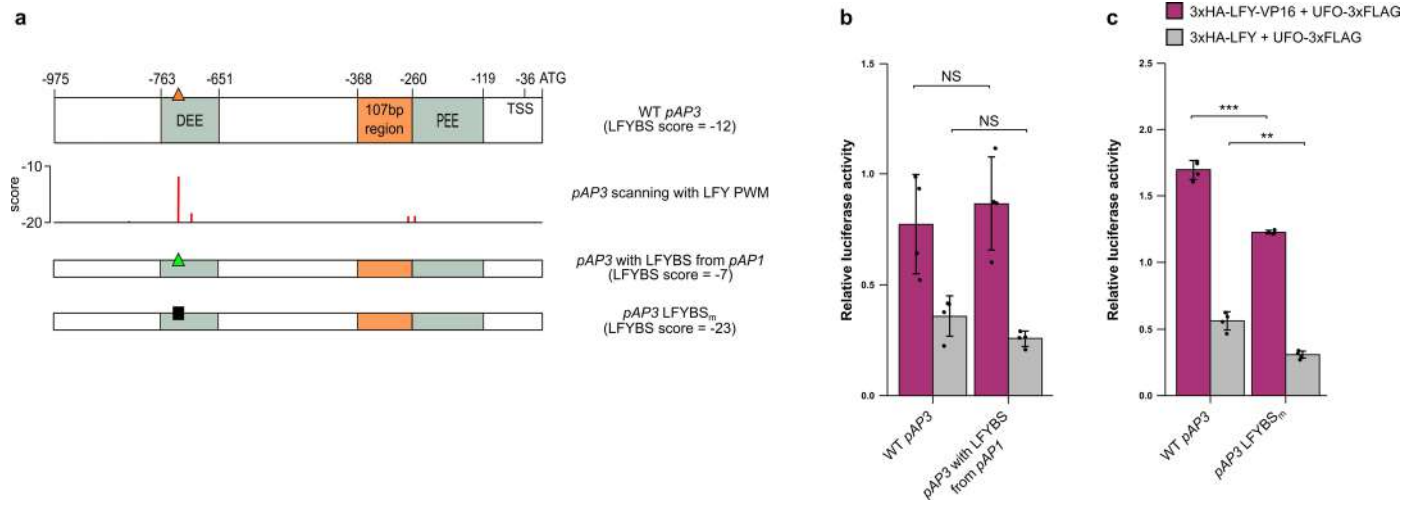 a
-975 -763 -651 -368 -260 -119 -36 ATG
DEE
107bp
region
PEE
TSS
WT pAP3
(LFYBS score = -12)
-10
score
-20
pAP3 scanning with LFY PWM
pAP3 with LFYBS from pAP1
(LFYBS score = -7)
pAP3 LFYBSm
(LFYBS score = -23)
b
Relative luciferase activity
1.5
1.0
0.5
0.0
NS
NS
WT pAP3
pAP3 with LFYBS
from pAP1
c
3xHA-LFY-VP16 + UFO-3xFLAG
3xHA-LFY + UFO-3xFLAG
Relative luciferase activity
2.5
2.0
1.5
1.0
0.5
0.0
***
**
WT pAP3
pAP3 LFYBSm